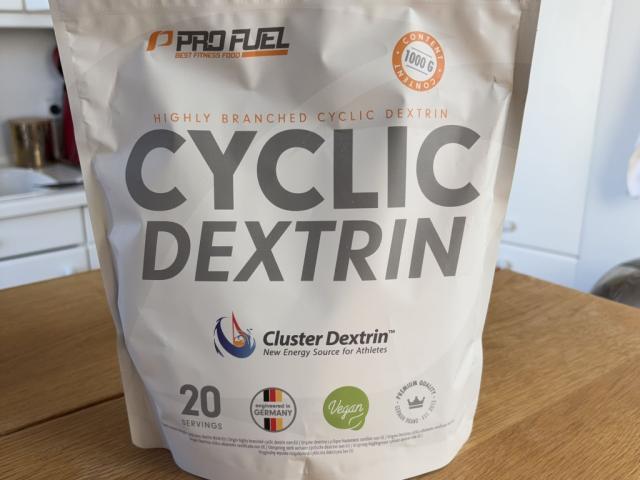 PRO FUEL
BEST FITNESS FOOD
CONTENT
1000 G
CONTENT
HIGHLY BRANCHED CYCLIC DEXTRIN
CYCLIC
DEXTRIN
Cluster Dextrin™
New Energy Source for Athletes
20
SERVINGS
engineered in
GERMANY
Vegan
PREMIUM QUALITY